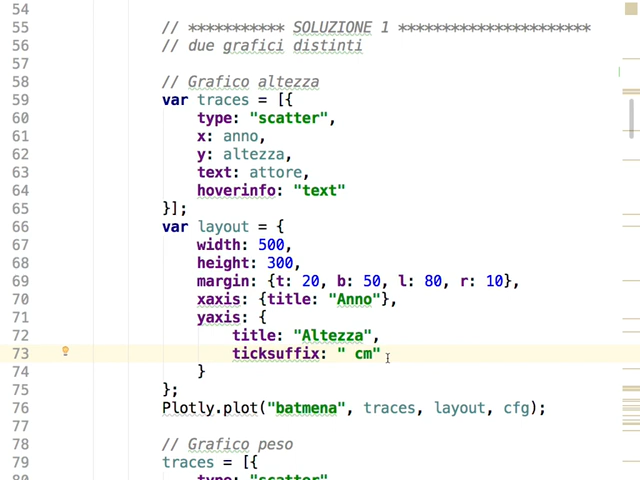 54
55 // *********** SOLUZIONE 1 **********************
56 // due grafici distinti
57
58 // Grafico altezza
59 var traces = [{
60 type: "scatter",
61 x: anno,
62 y: altezza,
63 text: attore,
64 hoverinfo: "text"
65 }];
66 var layout = {
67 width: 500,
68 height: 300,
69 margin: {t: 20, b: 50, l: 80, r: 10},
70 xaxis: {title: "Anno"},
71 yaxis: {
72 title: "Altezza",
73 ticksuffix: " cm"
74 }
75 };
76 Plotly.plot("batmena", traces, layout, cfg);
77
78 // Grafico peso
79 traces = [{
80 type: "scatter",